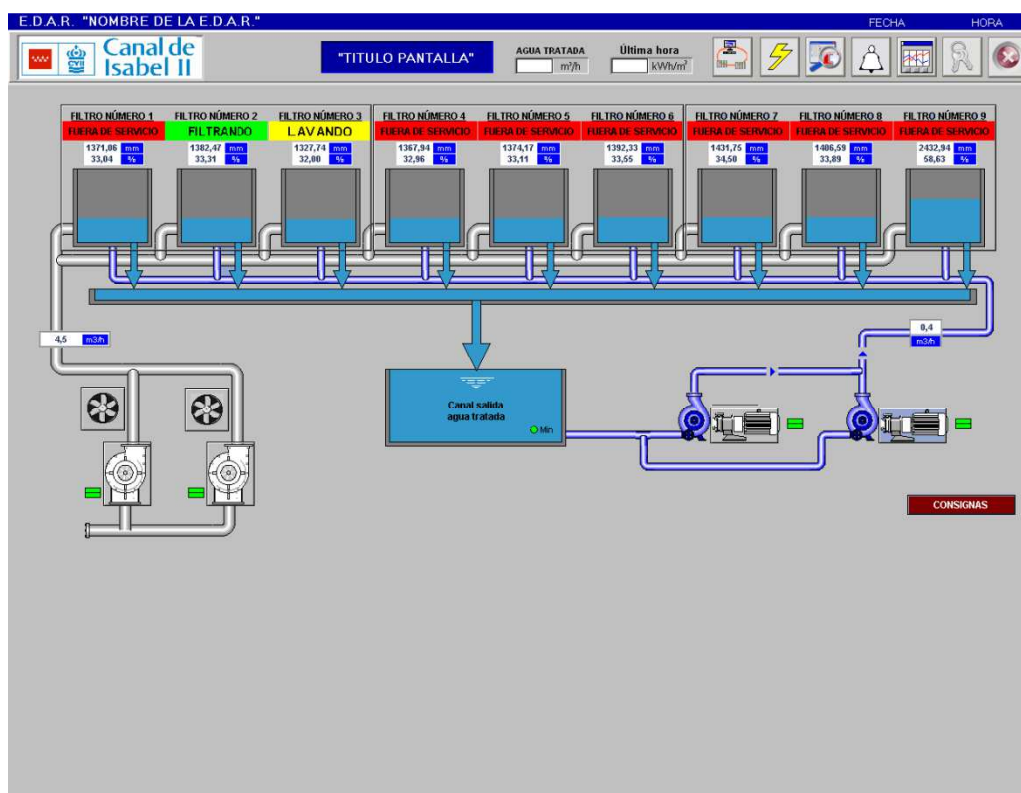 E.D.A.R. "NOMBRE DE LA E.D.A.R." FECHA HORA
Canal de
Isabel II
"TITULO PANTALLA"
AGUA TRATADA
m³/h
Última hora
kWh/m³
FILTRO NÚMERO 1 FILTRO NÚMERO 2 FILTRO NÚMERO 3 FILTRO NÚMERO 4 FILTRO NÚMERO 5 FILTRO NÚMERO 6 FILTRO NÚMERO 7 FILTRO NÚMERO 8 FILTRO NÚMERO 9
FUERA DE SERVICIO FILTRANDO LAVANDO FUERA DE SERVICIO FUERA DE SERVICIO FUERA DE SERVICIO FUERA DE SERVICIO FUERA DE SERVICIO FUERA DE SERVICIO
1371,06 mm 1382,47 mm 1327,74 mm 1367,94 mm 1374,17 mm 1392,33 mm 1431,75 mm 1406,59 mm 2432,94 mm
33,04 % 33,31 % 32,00 % 32,96 % 33,11 % 33,55 % 34,50 % 33,89 % 58,63 %
4,5 m3/h
0,4
m3/h
Canal salida
agua tratada
Min
CONSIGNAS